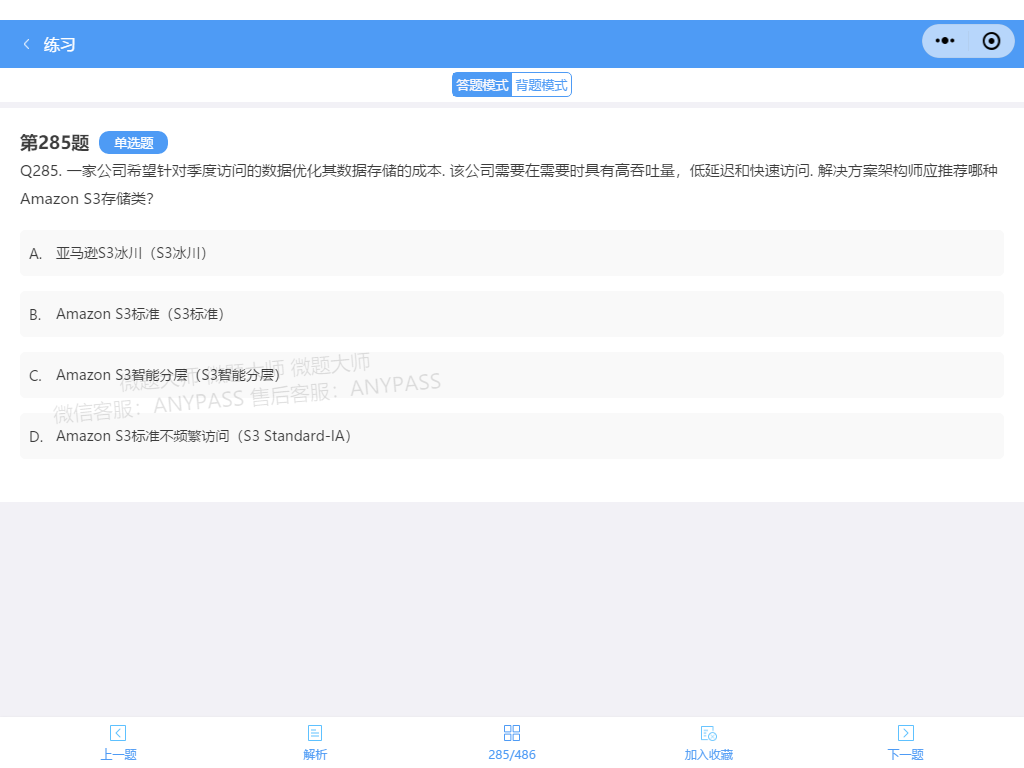 练习
答题模式 背题模式
第285题 单选题
Q285. 一家公司希望针对季度访问的数据优化其数据存储的成本. 该公司需要在需要时具有高吞吐量，低延迟和快速访问. 解决方案架构师应推荐哪种
Amazon S3存储类？
A. 亚马逊S3冰川（S3冰川）
B. Amazon S3标准（S3标准）
C. Amazon S3智能分层（S3智能分层）
微题大师 微题大师 微题大师
微信客服：ANYPASS 售后客服：ANYPASS
D. Amazon S3标准不频繁访问（S3 Standard-IA）
上一题 解析 285/486 加入收藏 下一题